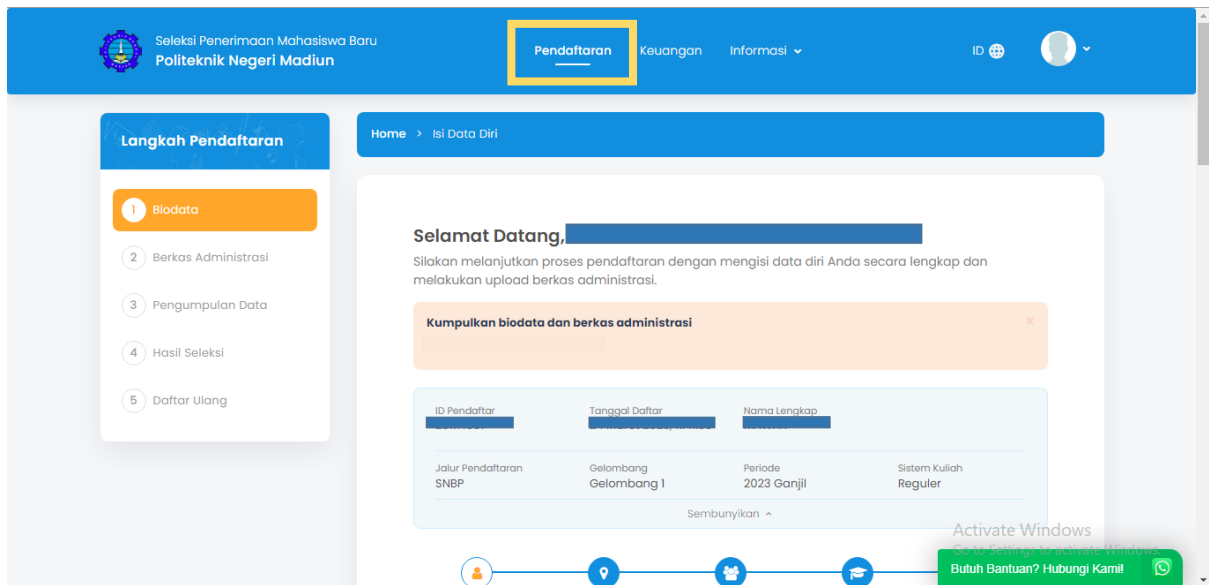 Seleksi Penerimaan Mahasiswa Baru
Politeknik Negeri Madiun
Pendaftaran
Keuangan
Informasi
ID
Langkah Pendaftaran
1 Biodata
2 Berkas Administrasi
3 Pengumpulan Data
4 Hasil Seleksi
5 Daftar Ulang
Home > Isi Data Diri
Selamat Datang,
Silakan melanjutkan proses pendaftaran dengan mengisi data diri Anda secara lengkap dan
melakukan upload berkas administrasi.
Kumpulkan biodata dan berkas administrasi
ID Pendaftar
Tanggal Daftar
Nama Lengkap
Jalur Pendaftaran
SNBP
Gelombang
Gelombang 1
Periode
2023 Ganjil
Sistem Kuliah
Reguler
Sembunyikan
Activate Windows
Go to Settings to activate Windows.
Butuh Bantuan? Hubungi Kami!